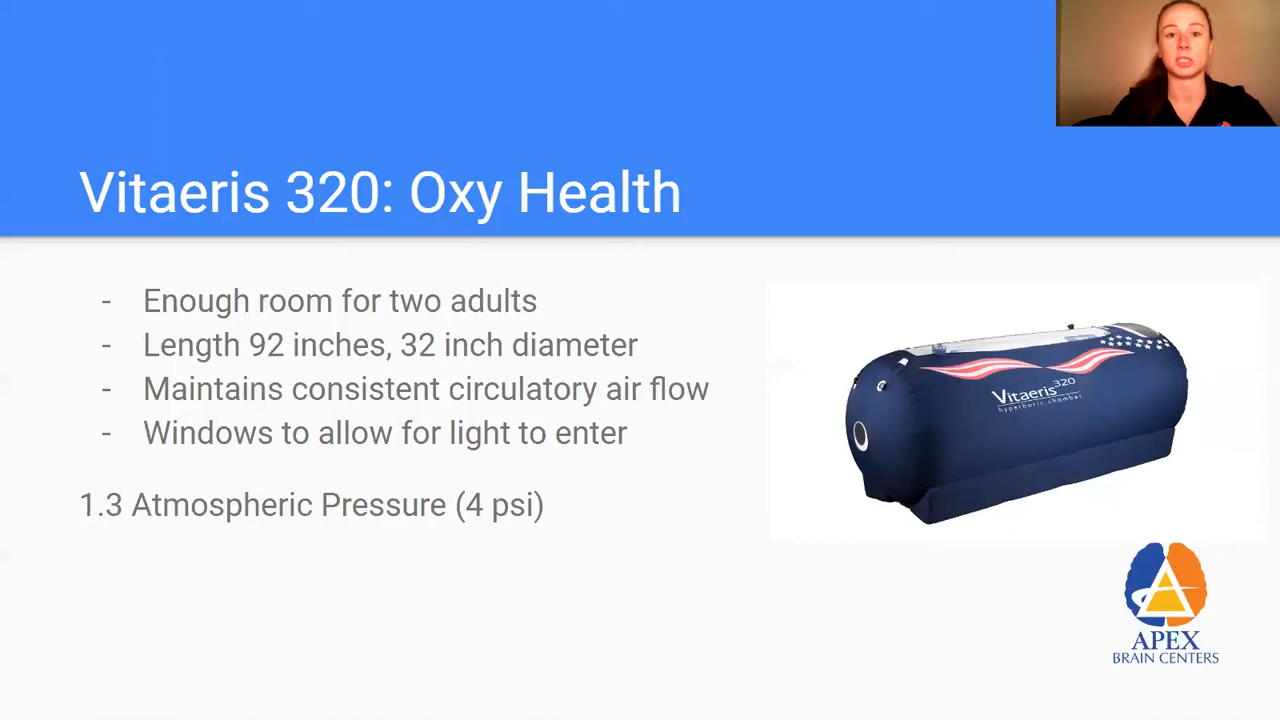 Vitaeris 320: Oxy Health
- Enough room for two adults
- Length 92 inches, 32 inch diameter
- Maintains consistent circulatory air flow
- Windows to allow for light to enter
1.3 Atmospheric Pressure (4 psi)
Vitaeris 320
hyperbaric chamber
APEX
BRAIN CENTERS